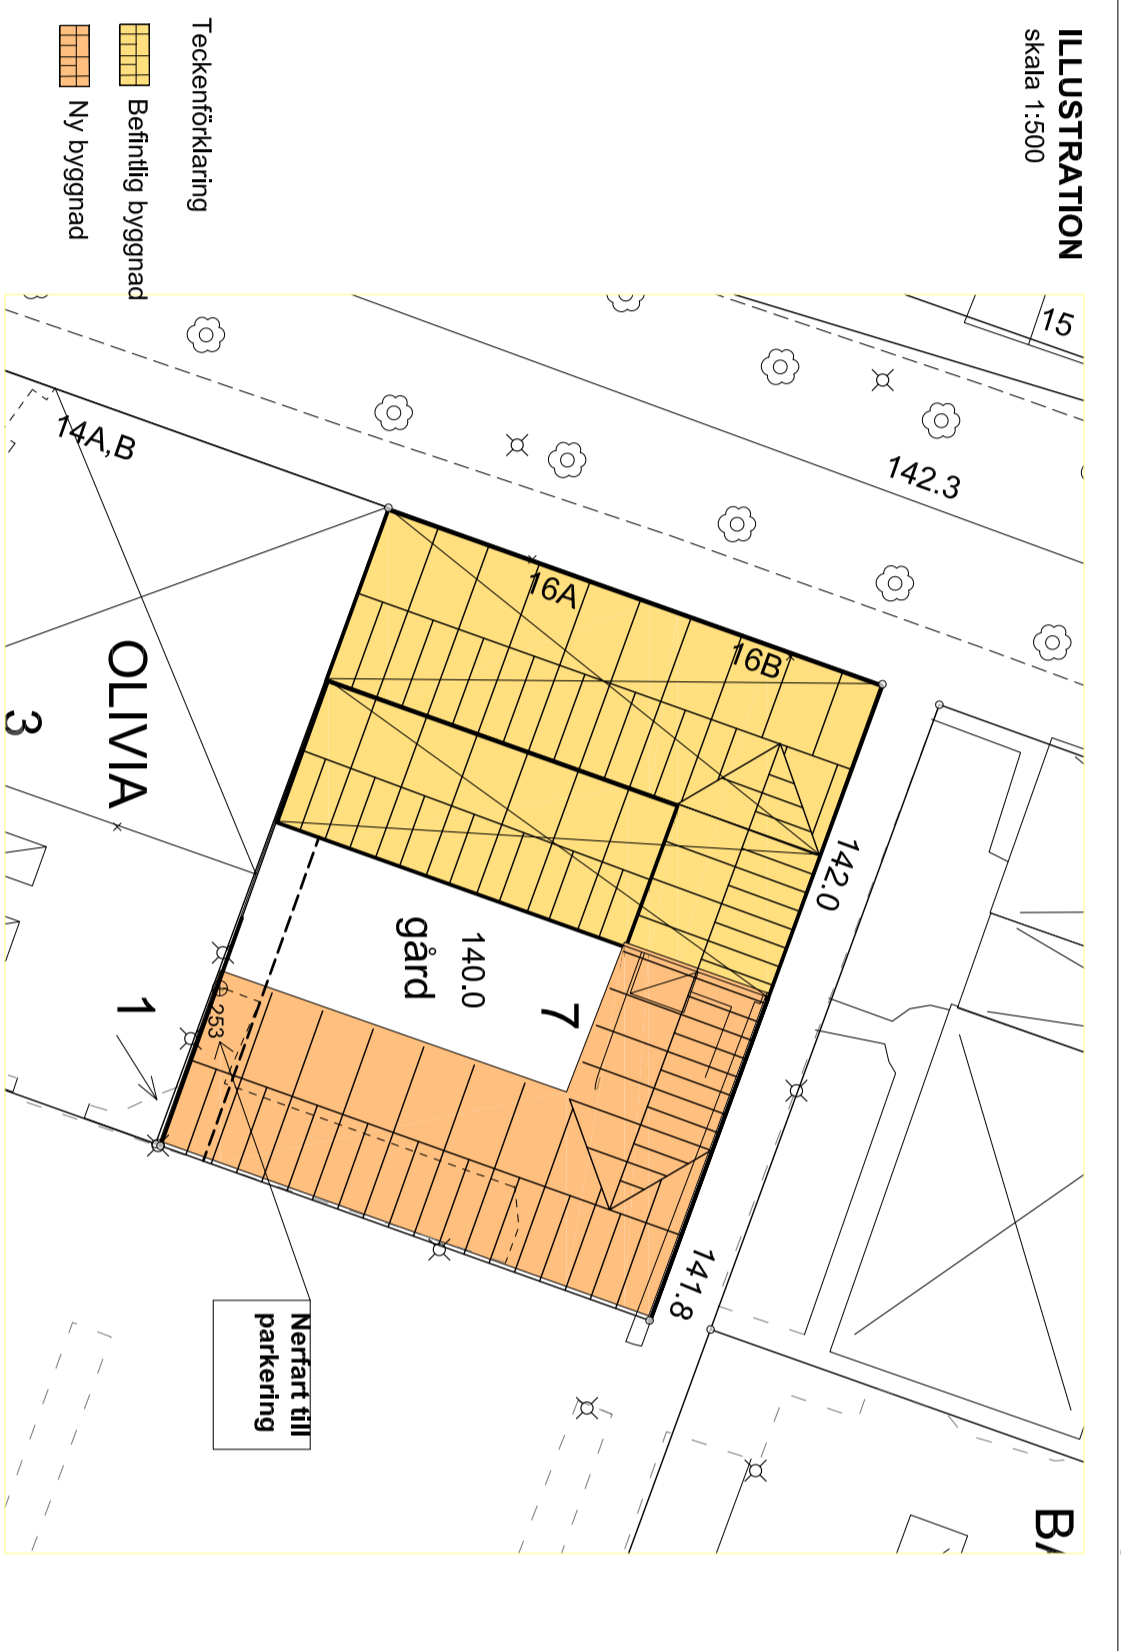 ILLUSTRATION
skala 1:500
Teckenförklaring
Befintlig byggnad
Ny byggnad
15
142.3
14A,B
16A
16B
OLIVIA
3
142.0
140.0
gård
7
1
253
141.8
Nerfart till
parkering